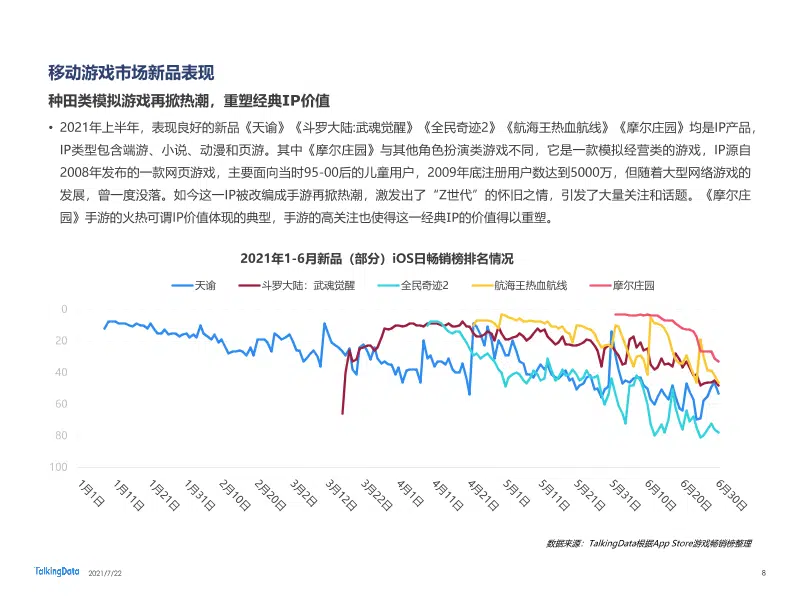 移动游戏市场新品表现
种田类模拟游戏再掀热潮，重塑经典IP价值
• 2021年上半年，表现良好的新品《天谕》《斗罗大陆:武魂觉醒》《全民奇迹2》《航海王热血航线》《摩尔庄园》均是IP产品，
IP类型包含端游、小说、动漫和页游。其中《摩尔庄园》与其他角色扮演类游戏不同，它是一款模拟经营类的游戏，IP源自
2008年发布的一款网页游戏，主要面向当时95-00后的儿童用户，2009年底注册用户数达到5000万，但随着大型网络游戏的
发展，曾一度没落。如今这一IP被改编成手游再掀热潮，激发出了“Z世代”的怀旧之情，引发了大量关注和话题。《摩尔庄
园》手游的火热可谓IP价值体现的典型，手游的高关注也使得这一经典IP的价值得以重塑。
2021年1-6月新品（部分）iOS日畅销榜排名情况
天谕 斗罗大陆：武魂觉醒 全民奇迹2 航海王热血航线 摩尔庄园
0
20
40
60
80
100
1月1日 1月11日 1月21日 1月31日 2月10日 2月20日 3月2日 3月12日 3月22日 4月1日 4月11日 4月21日 5月1日 5月11日 5月21日 5月31日 6月10日 6月20日 6月30日
数据来源：TalkingData根据App Store游戏畅销榜整理
TalkingData 2021/7/22 8